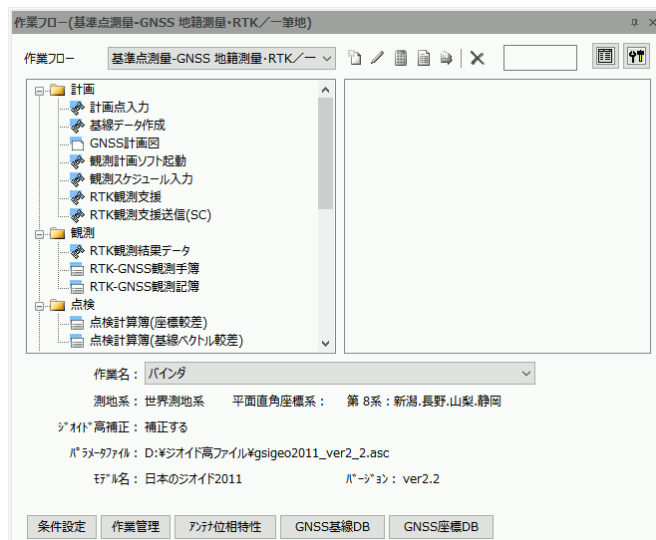 作業フロー(基準点測量-GNSS 地籍測量・RTK/一筆地)
作業フロー 基準点測量-GNSS 地籍測量・RTK/一
計画
計画点入力
基線データ作成
GNSS計画図
観測計画ソフト起動
観測スケジュール入力
RTK観測支援
RTK観測支援送信(SC)
観測
RTK観測結果データ
RTK-GNSS観測手簿
RTK-GNSS観測記簿
点検
点検計算簿(座標較差)
点検計算簿(基線ベクトル較差)
作業名: バインダ
測地系: 世界測地系 平面直角座標系: 第 8系:新潟.長野.山梨.静岡
ジオイド高補正: 補正する
パラメータファイル: D:¥ジオイド高ファイル¥gsigeo2011_ver2_2.asc
モデル名: 日本のジオイド2011 バージョン: ver2.2
条件設定 作業管理 アンテナ位相特性 GNSS基線DB GNSS座標DB